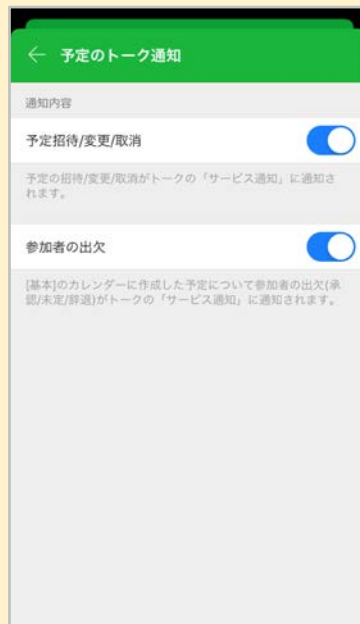 予定のトーク通知
通知内容
予定招待/変更/取消
予定の招待/変更/取消がトークの「サービス通知」に通知さ
れます。
参加者の出欠
[基本]のカレンダーに作成した予定について参加者の出欠(承
認/未定/辞退)がトークの「サービス通知」に通知されます。